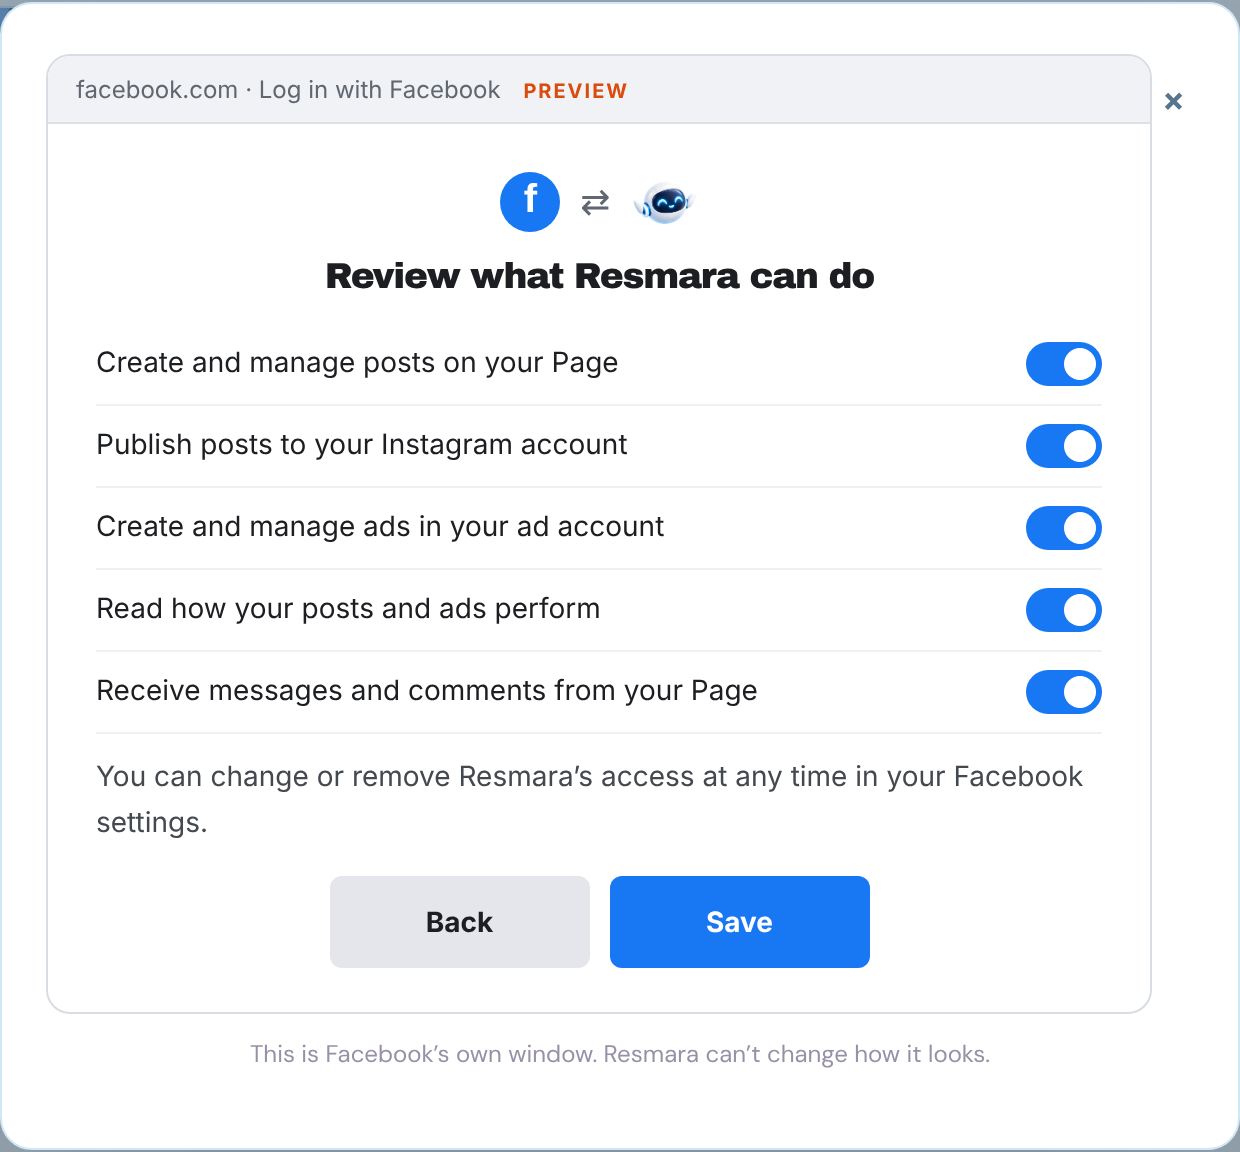 facebook.com · Log in with Facebook PREVIEW
×
f
Review what Resmara can do
Create and manage posts on your Page
Publish posts to your Instagram account
Create and manage ads in your ad account
Read how your posts and ads perform
Receive messages and comments from your Page
You can change or remove Resmara’s access at any time in your Facebook
settings.
Back
Save
This is Facebook’s own window. Resmara can’t change how it looks.